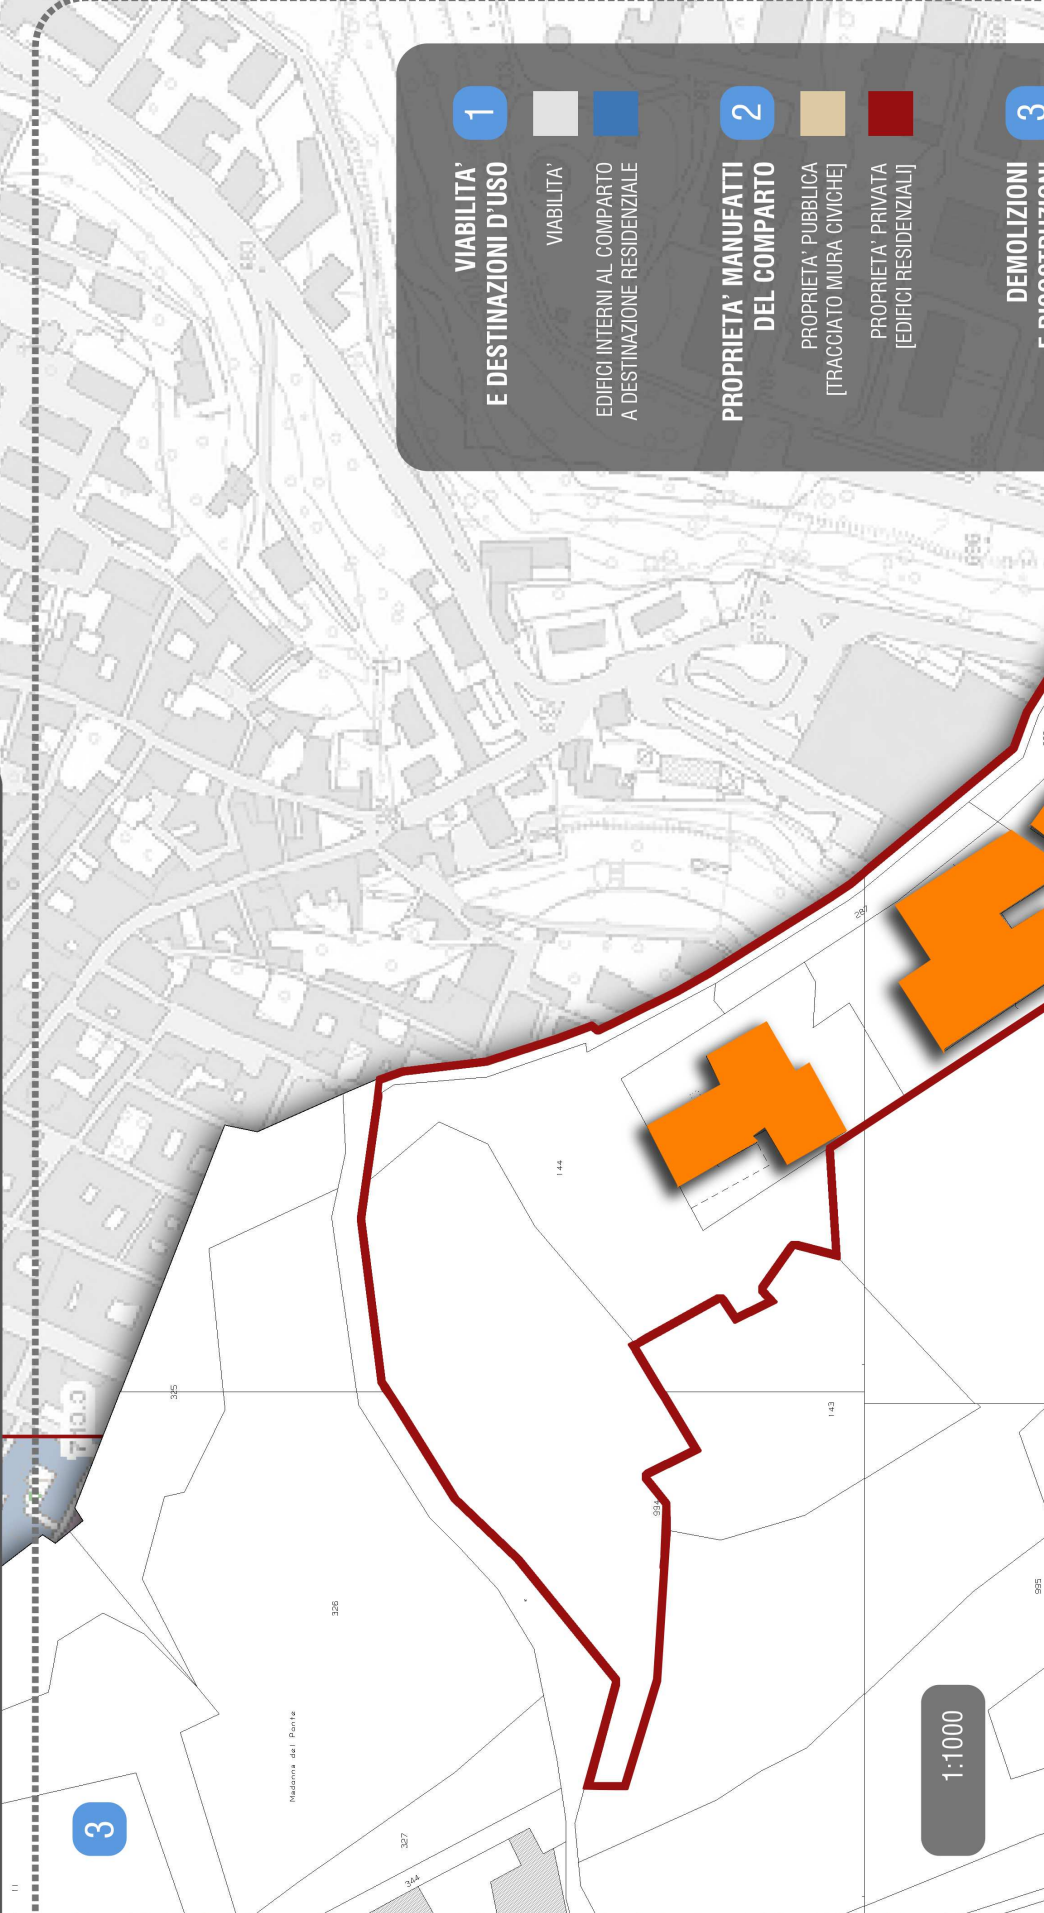 1
VIABILITA'
E DESTINAZIONI D'USO
VIABILITA'
EDIFICI INTERNI AL COMPARTO
A DESTINAZIONE RESIDENZIALE
2
PROPRIETA' MANUFATTI
DEL COMPARTO
PROPRIETA' PUBBLICA
[TRACCIATO MURA CIVICHE]
PROPRIETA' PRIVATA
[EDIFICI RESIDENZIALI]
3
DEMOLIZIONI
287
144
325
143
994
326
995
Madonna del Ponte
327
344
3
1:1000